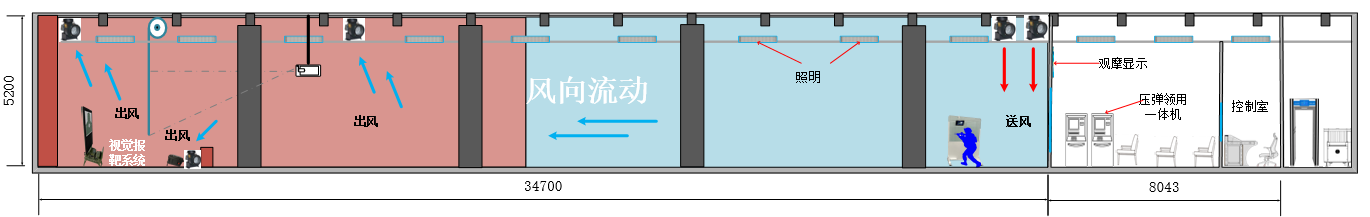 观摩显示
照明
风向流动
压弹领用
一体机
控制室
出风
出风
出风
送风
视觉报
靶系统
5200
34700
8043